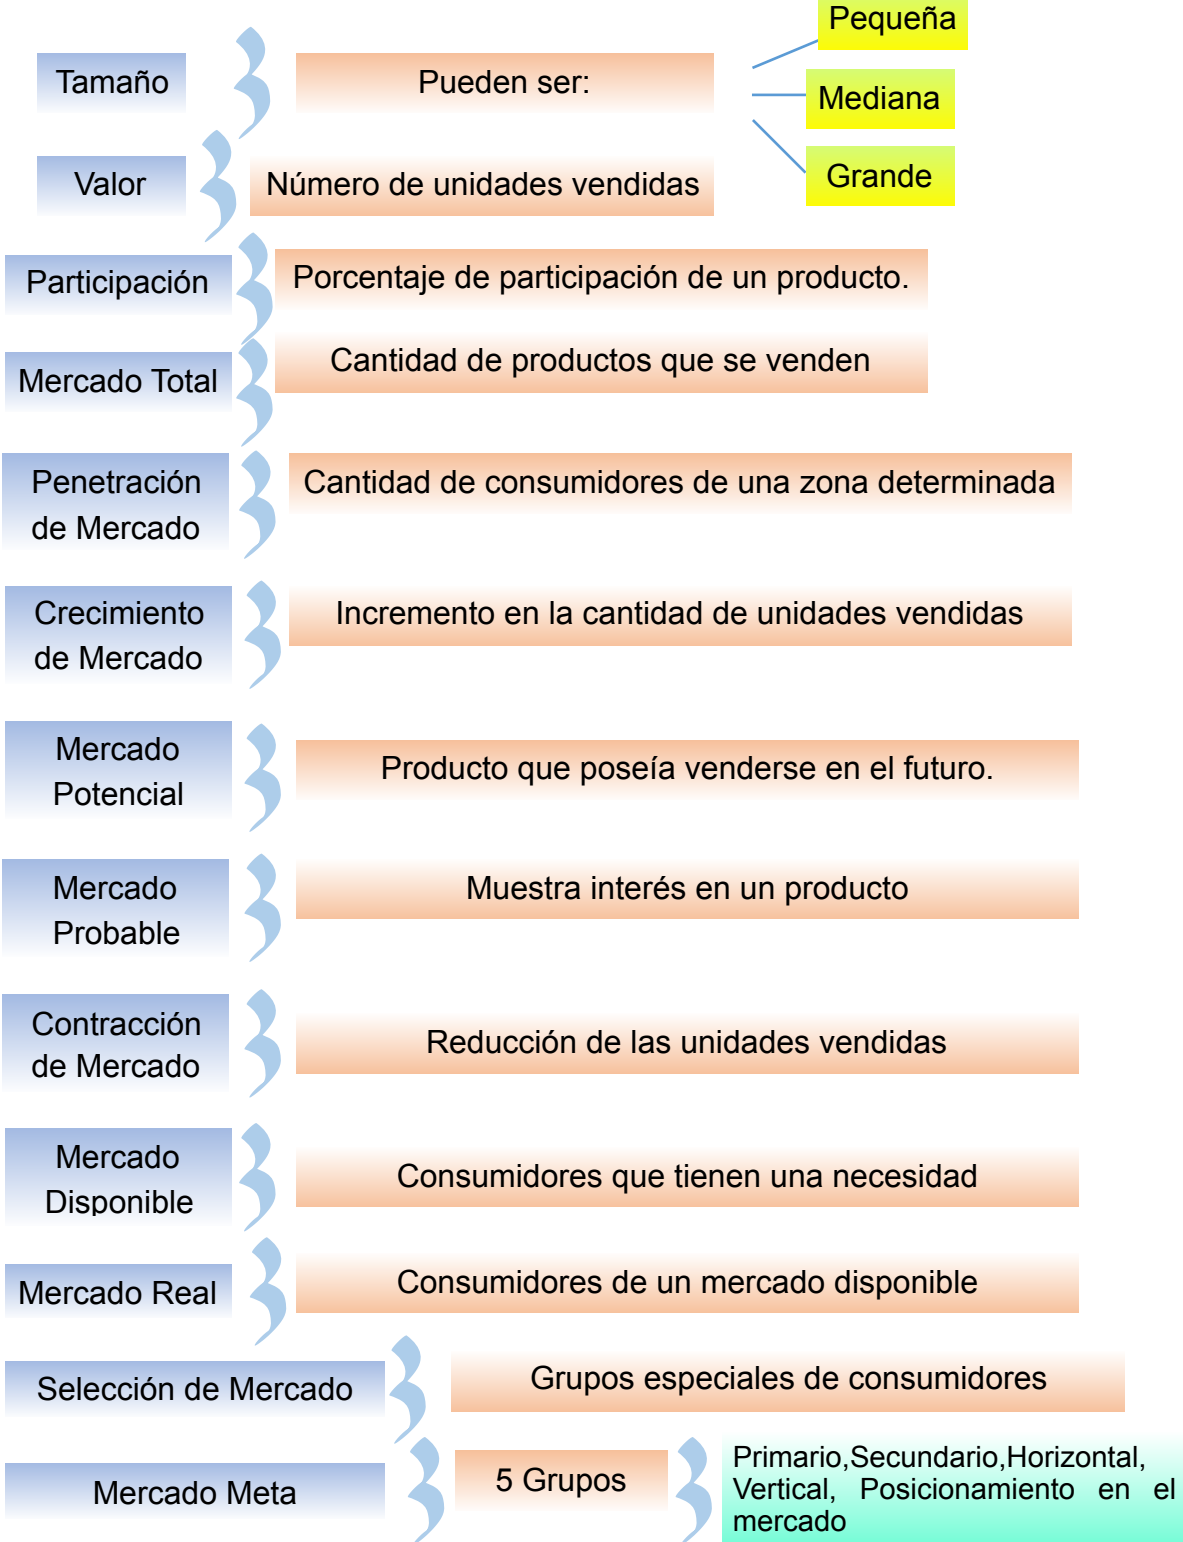 Tamaño
Pueden ser:
Pequeña
Mediana
Grande
Valor
Número de unidades vendidas
Participación
Porcentaje de participación de un producto.
Mercado Total
Cantidad de productos que se venden
Penetración
de Mercado
Cantidad de consumidores de una zona determinada
Crecimiento
de Mercado
Incremento en la cantidad de unidades vendidas
Mercado
Potencial
Producto que poseía venderse en el futuro.
Mercado
Probable
Muestra interés en un producto
Contracción
de Mercado
Reducción de las unidades vendidas
Mercado
Disponible
Consumidores que tienen una necesidad
Mercado Real
Consumidores de un mercado disponible
Selección de Mercado
Grupos especiales de consumidores
Mercado Meta
5 Grupos
Primario,Secundario,Horizontal,
Vertical, Posicionamiento en el
mercado